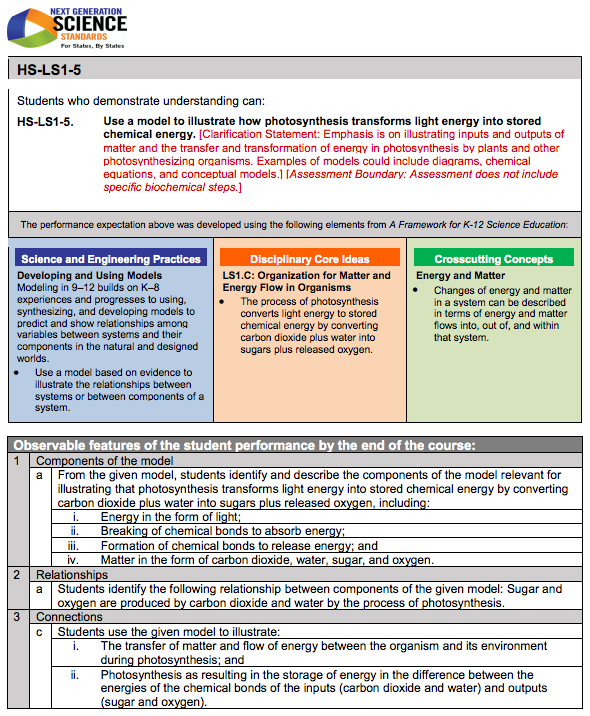 NEXT GENERATION
SCIENCE
STANDARDS
For States, By States
HS-LS1-5
Students who demonstrate understanding can:
HS-LS1-5. Use a model to illustrate how photosynthesis transforms light energy into stored
chemical energy. [Clarification Statement: Emphasis is on illustrating inputs and outputs of
matter and the transfer and transformation of energy in photosynthesis by plants and other
photosynthesizing organisms. Examples of models could include diagrams, chemical
equations, and conceptual models.] [Assessment Boundary: Assessment does not include
specific biochemical steps.]
The performance expectation above was developed using the following elements from A Framework for K-12 Science Education:
Science and Engineering Practices
Developing and Using Models
Modeling in 9–12 builds on K–8
experiences and progresses to using,
synthesizing, and developing models to
predict and show relationships among
variables between systems and their
components in the natural and designed
worlds.
• Use a model based on evidence to
illustrate the relationships between
systems or between components of a
system.
Disciplinary Core Ideas
LS1.C: Organization for Matter and
Energy Flow in Organisms
• The process of photosynthesis
converts light energy to stored
chemical energy by converting
carbon dioxide plus water into
sugars plus released oxygen.
Crosscutting Concepts
Energy and Matter
• Changes of energy and matter
in a system can be described
in terms of energy and matter
flows into, out of, and within
that system.
Observable features of the student performance by the end of the course:
1 Components of the model
a From the given model, students identify and describe the components of the model relevant for
illustrating that photosynthesis transforms light energy into stored chemical energy by converting
carbon dioxide plus water into sugars plus released oxygen, including:
i. Energy in the form of light;
ii. Breaking of chemical bonds to absorb energy;
iii. Formation of chemical bonds to release energy; and
iv. Matter in the form of carbon dioxide, water, sugar, and oxygen.
2 Relationships
a Students identify the following relationship between components of the given model: Sugar and
oxygen are produced by carbon dioxide and water by the process of photosynthesis.
3 Connections
c Students use the given model to illustrate:
i. The transfer of matter and flow of energy between the organism and its environment
during photosynthesis; and
ii. Photosynthesis as resulting in the storage of energy in the difference between the
energies of the chemical bonds of the inputs (carbon dioxide and water) and outputs
(sugar and oxygen).